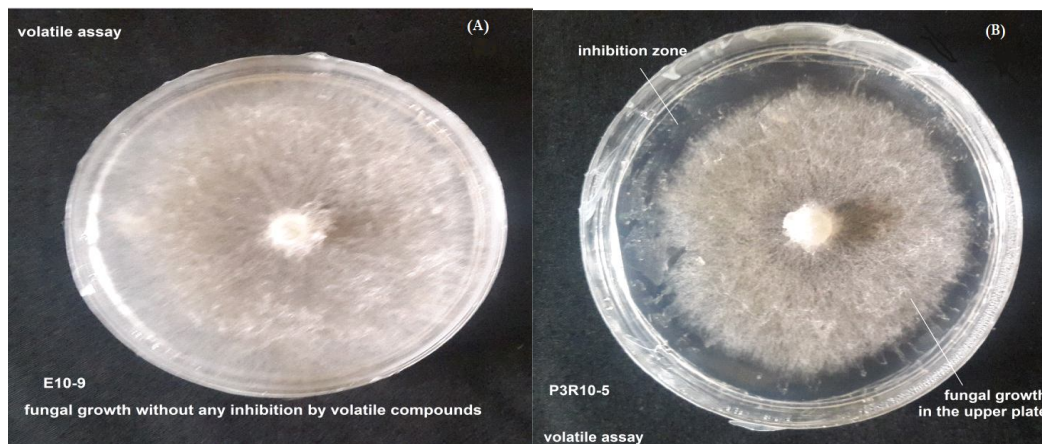 volatile assay
(A)
E10-9
fungal growth without any inhibition by volatile compounds
(B)
inhibition zone
P3R10-5
fungal growth
in the upper plate
volatile assay